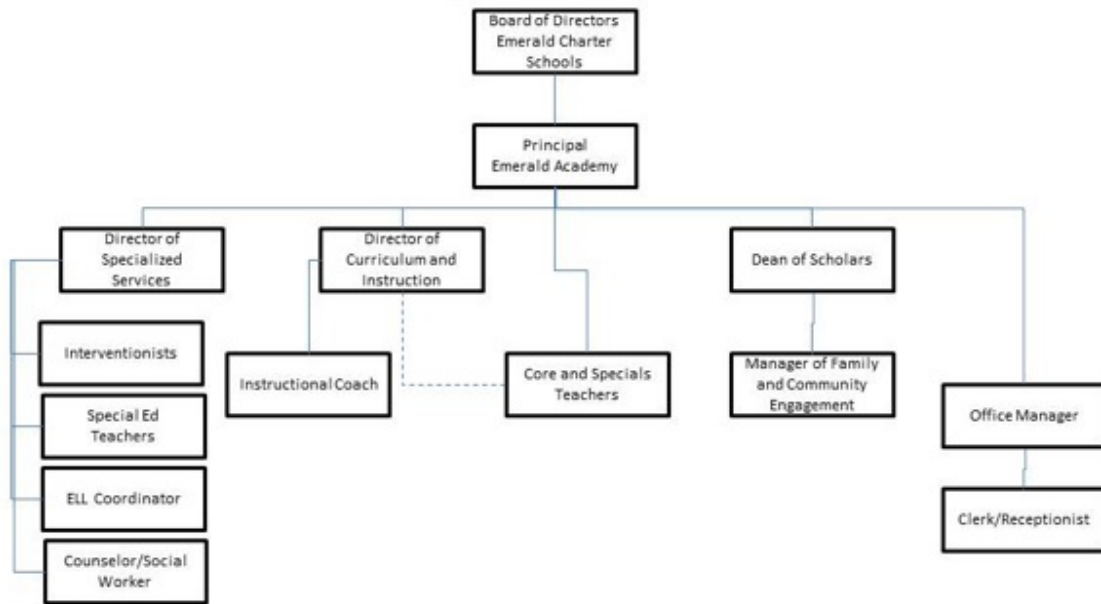 Board of Directors
Emerald Charter
Schools
Principal
Emerald Academy
Director of
Specialized
Services
Director of
Curriculum and
Instruction
Dean of Scholars
Interventionists
Instructional Coach
Core and Specials
Teachers
Manager of Family
and Community
Engagement
Special Ed
Teachers
Office Manager
ELL Coordinator
Clerk/Receptionist
Counselor/Social
Worker